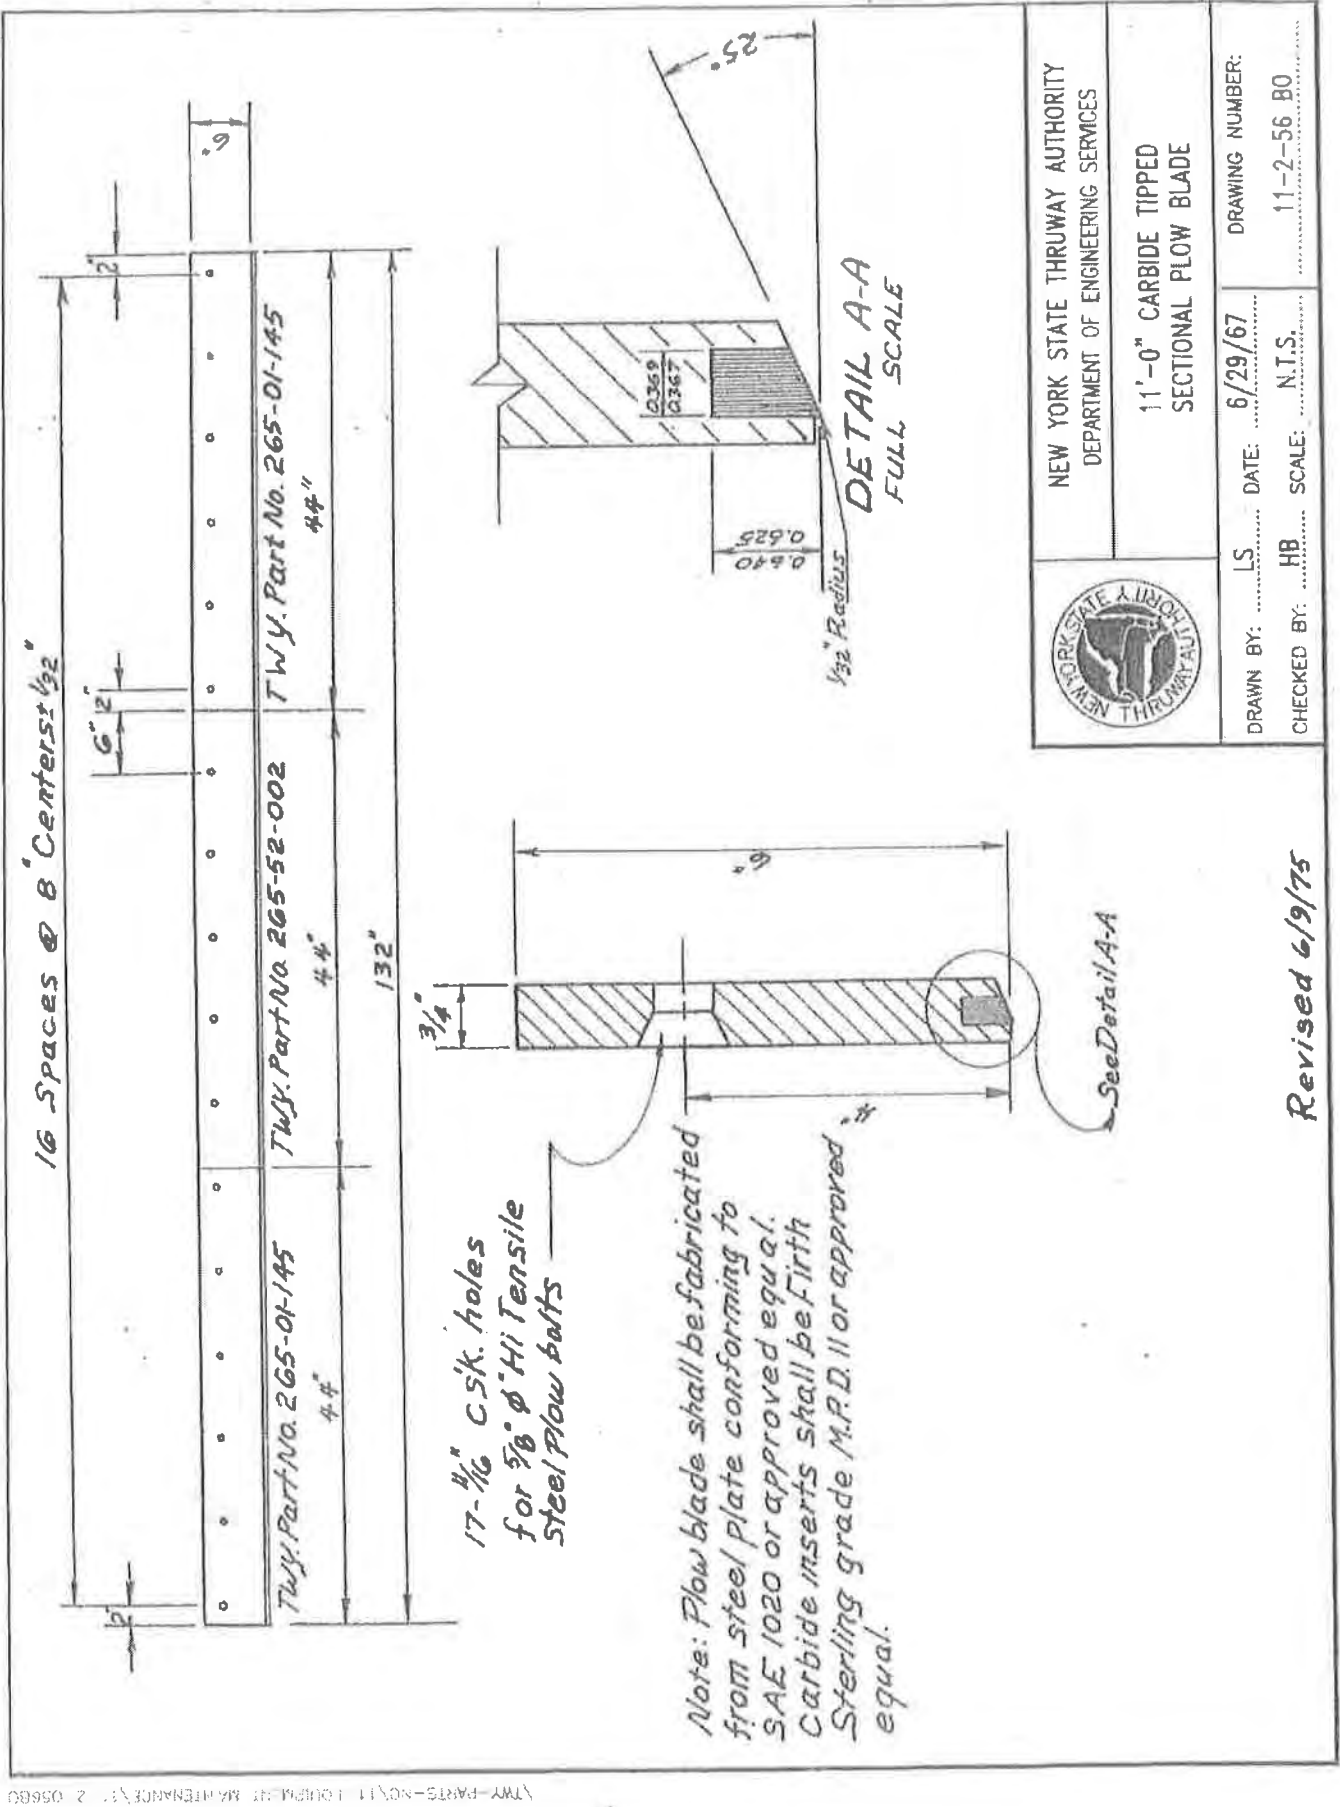 16 Spaces @ 8" Centers ± 1/32"
2"
6"
2"
2"
6"
TWY. Part No. 265-01-145
TWY. Part No. 265-52-002
TWY. Part No. 265-01-145
44"
44"
44"
132"
17-11/16" CSK. holes
for 5/8" ϕ Hi Tensile
Steel Plow bolts
3/4"
6"
4"
See Detail A-A
0.369
0.367
0.640
0.625
25°
1/32" Radius
DETAIL A-A
FULL SCALE
Note: Plow blade shall be fabricated
from steel plate conforming to
SAE 1020 or approved equal.
Carbide inserts shall be Firth
Sterling grade M.P.D. 11 or approved
equal.
Revised 6/9/75
NEW YORK STATE THRUWAY AUTHORITY
DEPARTMENT OF ENGINEERING SERVICES
11'-0" CARBIDE TIPPED
SECTIONAL PLOW BLADE
NEW YORK STATE THRUWAY AUTHORITY
DRAWN BY: LS DATE: 6/29/67
CHECKED BY: HB SCALE: N.T.S.
DRAWING NUMBER:
11-2-56 BO